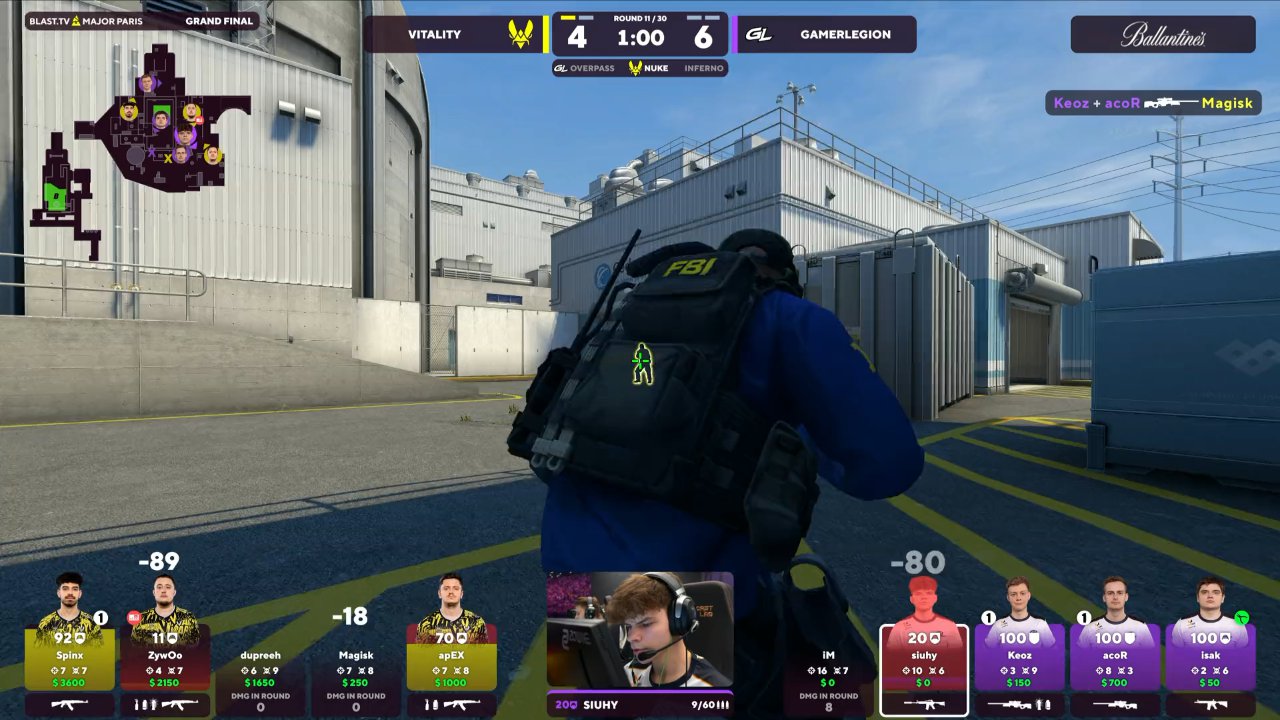 BLAST.TV MAJOR PARIS
GRAND FINAL
VITALITY
4
ROUND 11 / 30
1:00
6
GL
GAMERLEGION
GL OVERPASS
NUKE
INFERNO
Ballantine's
Keoz + acoR Magisk
FBI
-89
-18
-80
1
92
Spinx
7 7
$3600
11
ZywOo
4 7
$2150
dupreeh
6 9
$1650
DMG IN ROUND
0
Magisk
7 8
$250
DMG IN ROUND
0
70
apEX
7 8
$1000
ZOWIE
20 SIUHY
9/60
iM
16 7
$0
DMG IN ROUND
8
20
siuhy
10 6
$0
1
100
Keoz
3 9
$150
1
100
acoR
8 3
$700
100
isak
2 6
$50